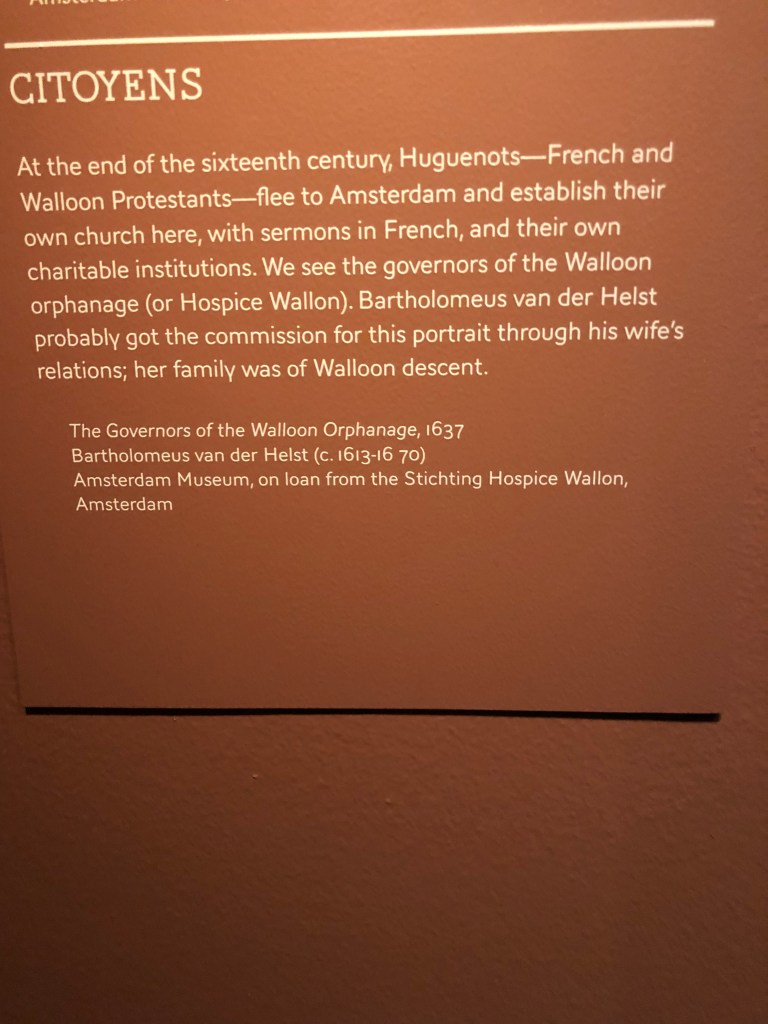 CITOYENS
At the end of the sixteenth century, Huguenots—French and
Walloon Protestants—flee to Amsterdam and establish their
own church here, with sermons in French, and their own
charitable institutions. We see the governors of the Walloon
orphanage (or Hospice Wallon). Bartholomeus van der Helst
probably got the commission for this portrait through his wife's
relations; her family was of Walloon descent.
The Governors of the Walloon Orphanage, 1637
Bartholomeus van der Helst (c. 1613-16 70)
Amsterdam Museum, on loan from the Stichting Hospice Wallon,
Amsterdam